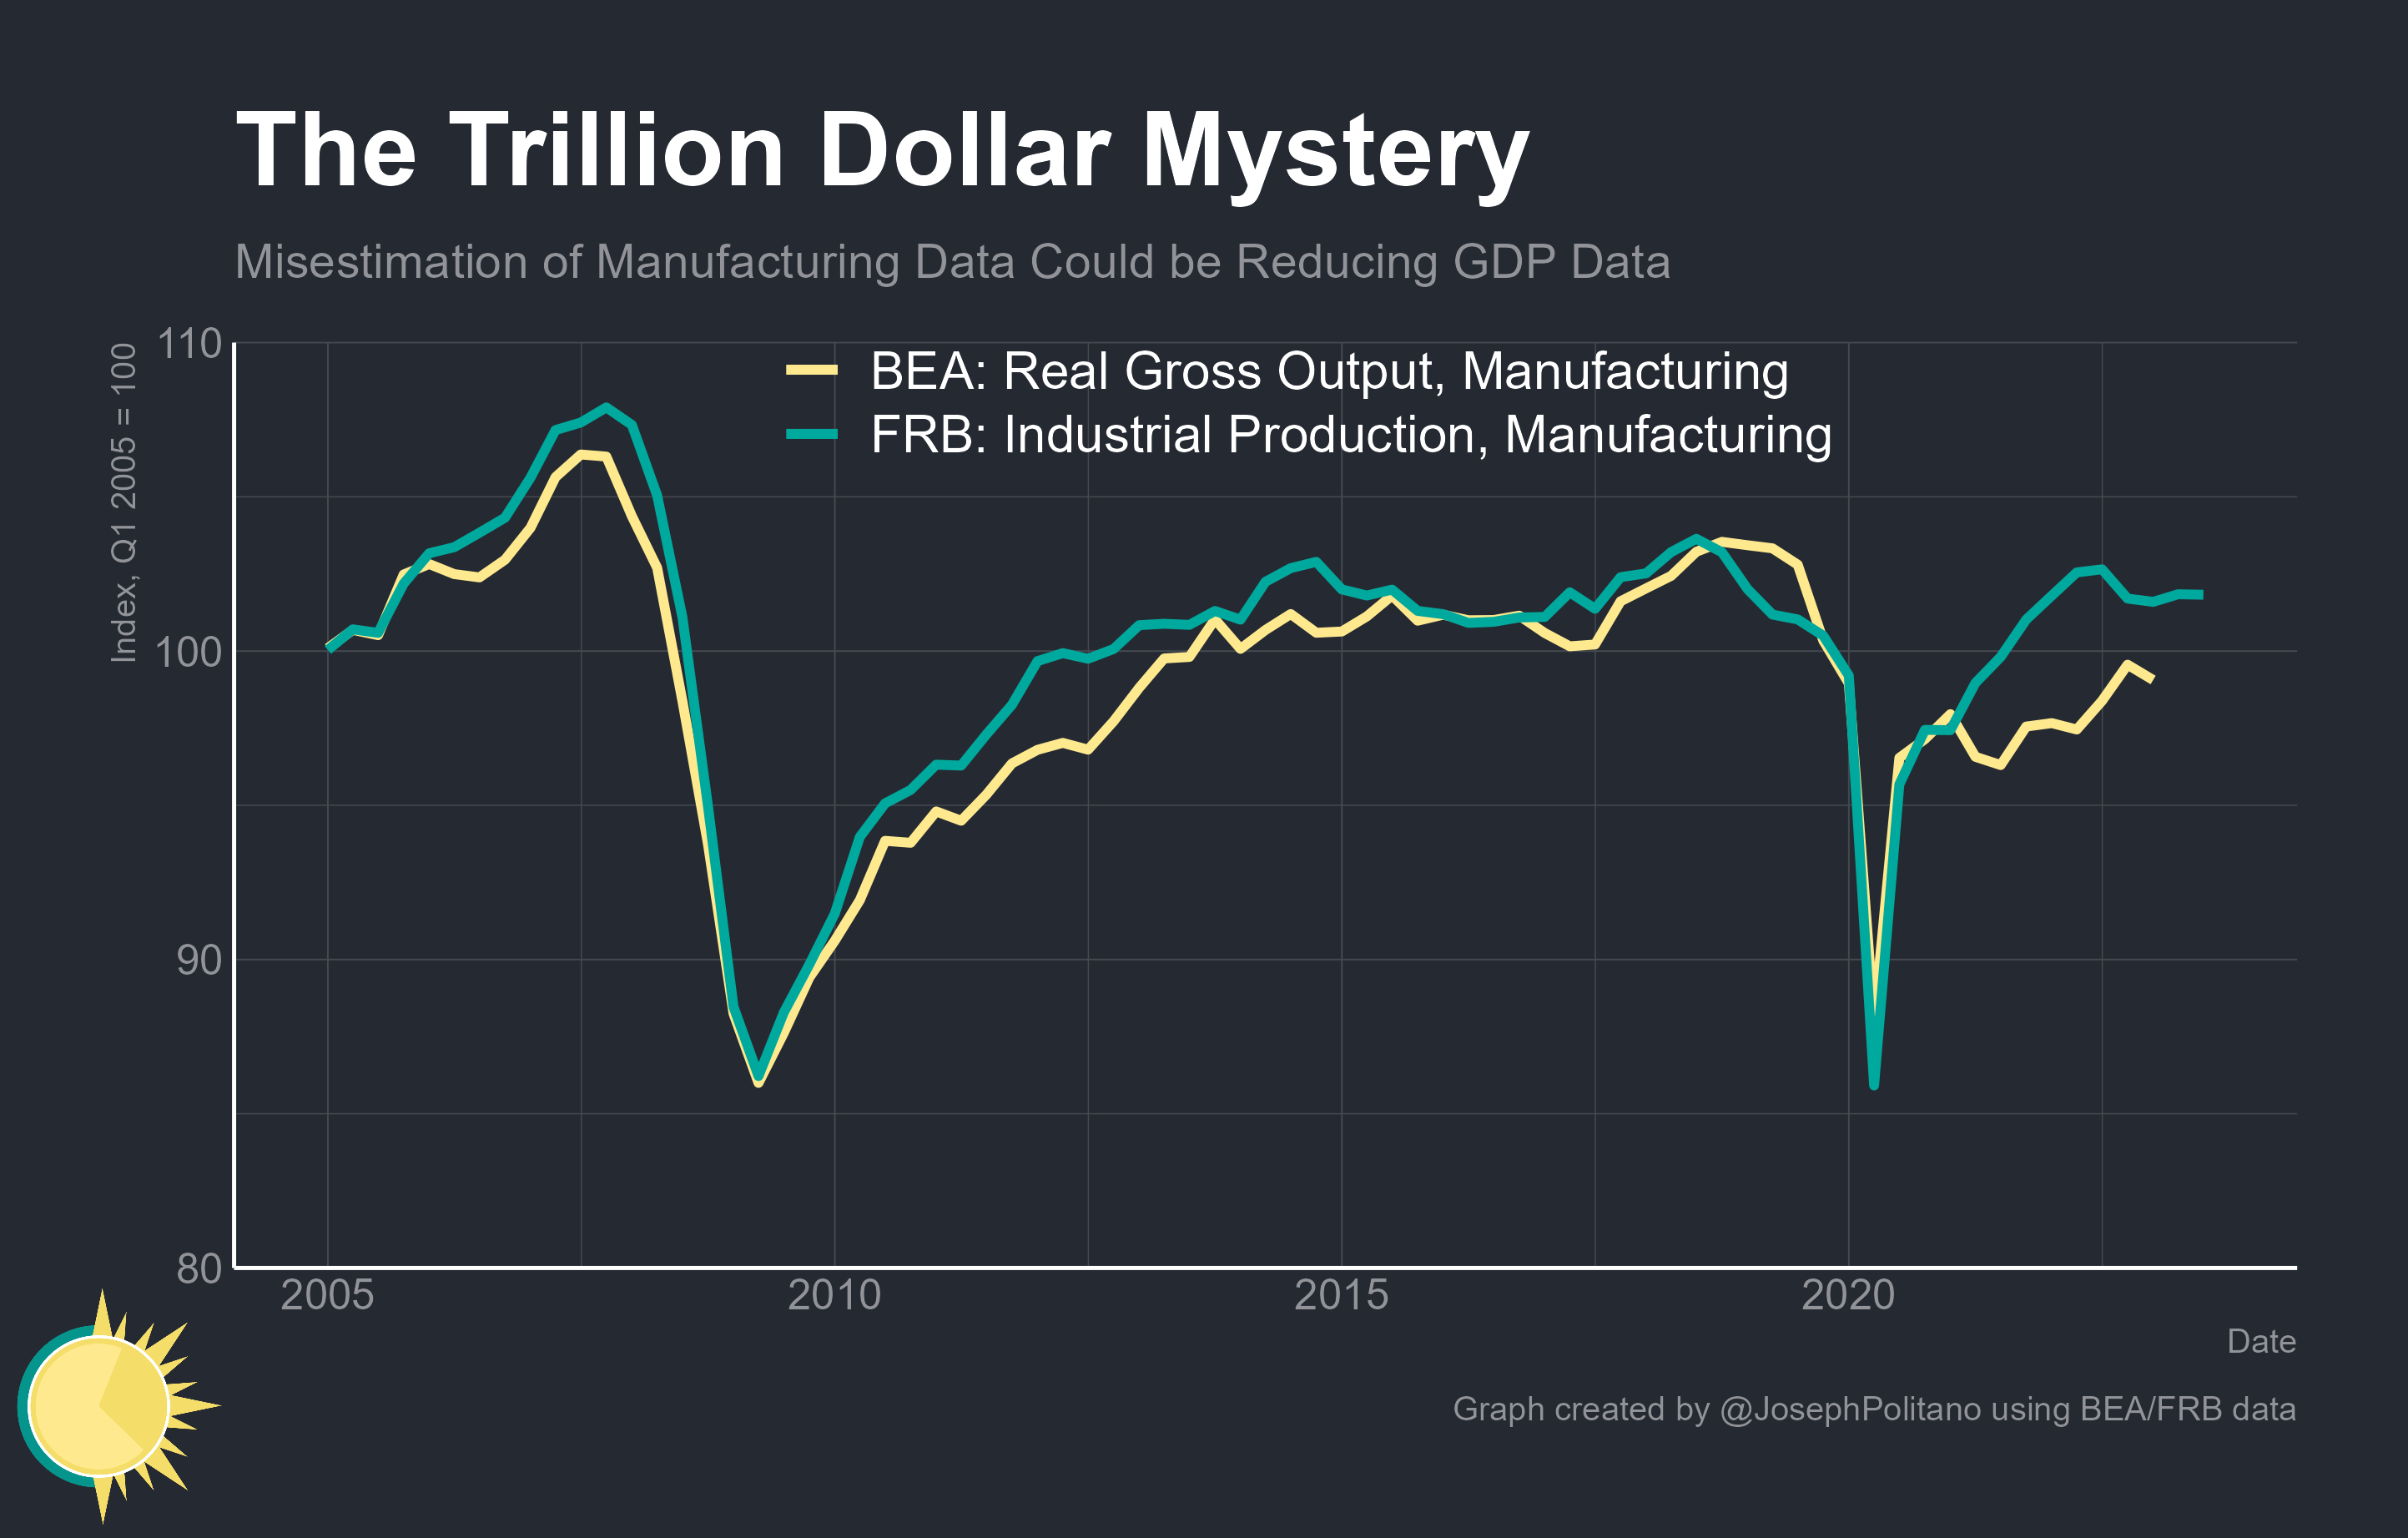 The Trillion Dollar Mystery
Misestimation of Manufacturing Data Could be Reducing GDP Data
Index, Q1 2005 = 100
110
100
90
80
BEA: Real Gross Output, Manufacturing
FRB: Industrial Production, Manufacturing
2005 2010 2015 2020
Date
Graph created by @JosephPolitano using BEA/FRB data